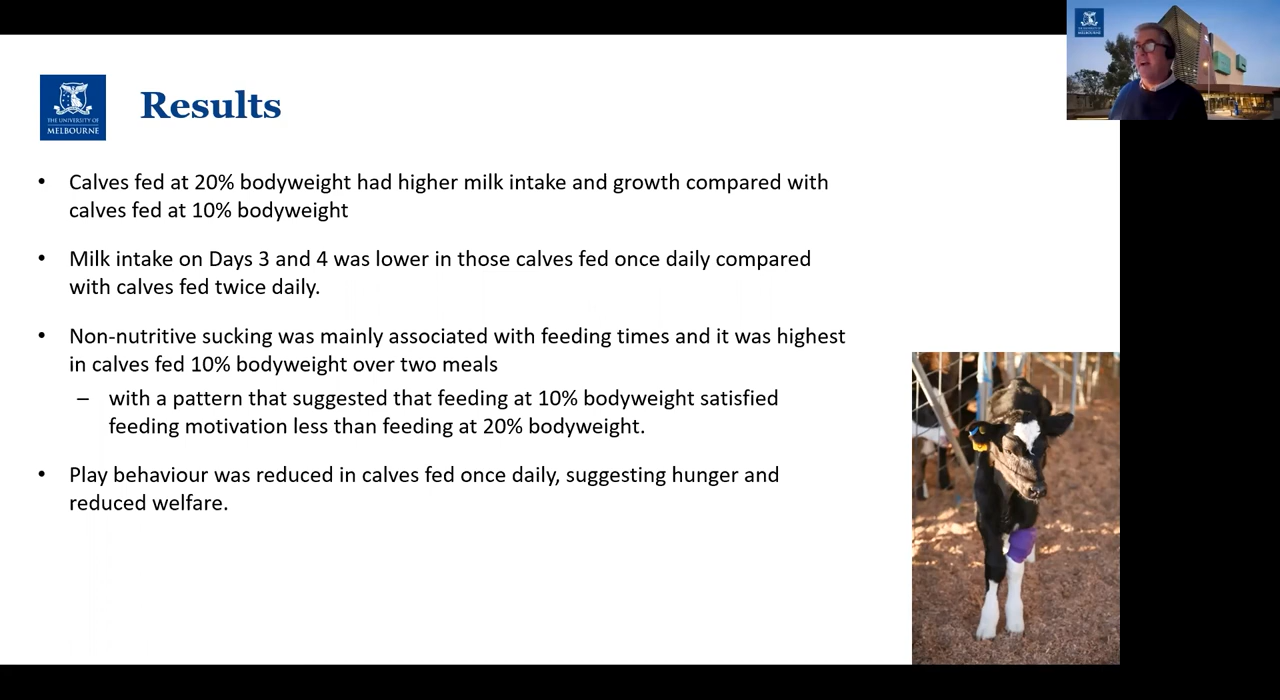 THE UNIVERSITY OF
MELBOURNE
Results
• Calves fed at 20% bodyweight had higher milk intake and growth compared with
calves fed at 10% bodyweight
• Milk intake on Days 3 and 4 was lower in those calves fed once daily compared
with calves fed twice daily.
• Non-nutritive sucking was mainly associated with feeding times and it was highest
in calves fed 10% bodyweight over two meals
– with a pattern that suggested that feeding at 10% bodyweight satisfied
feeding motivation less than feeding at 20% bodyweight.
• Play behaviour was reduced in calves fed once daily, suggesting hunger and
reduced welfare.